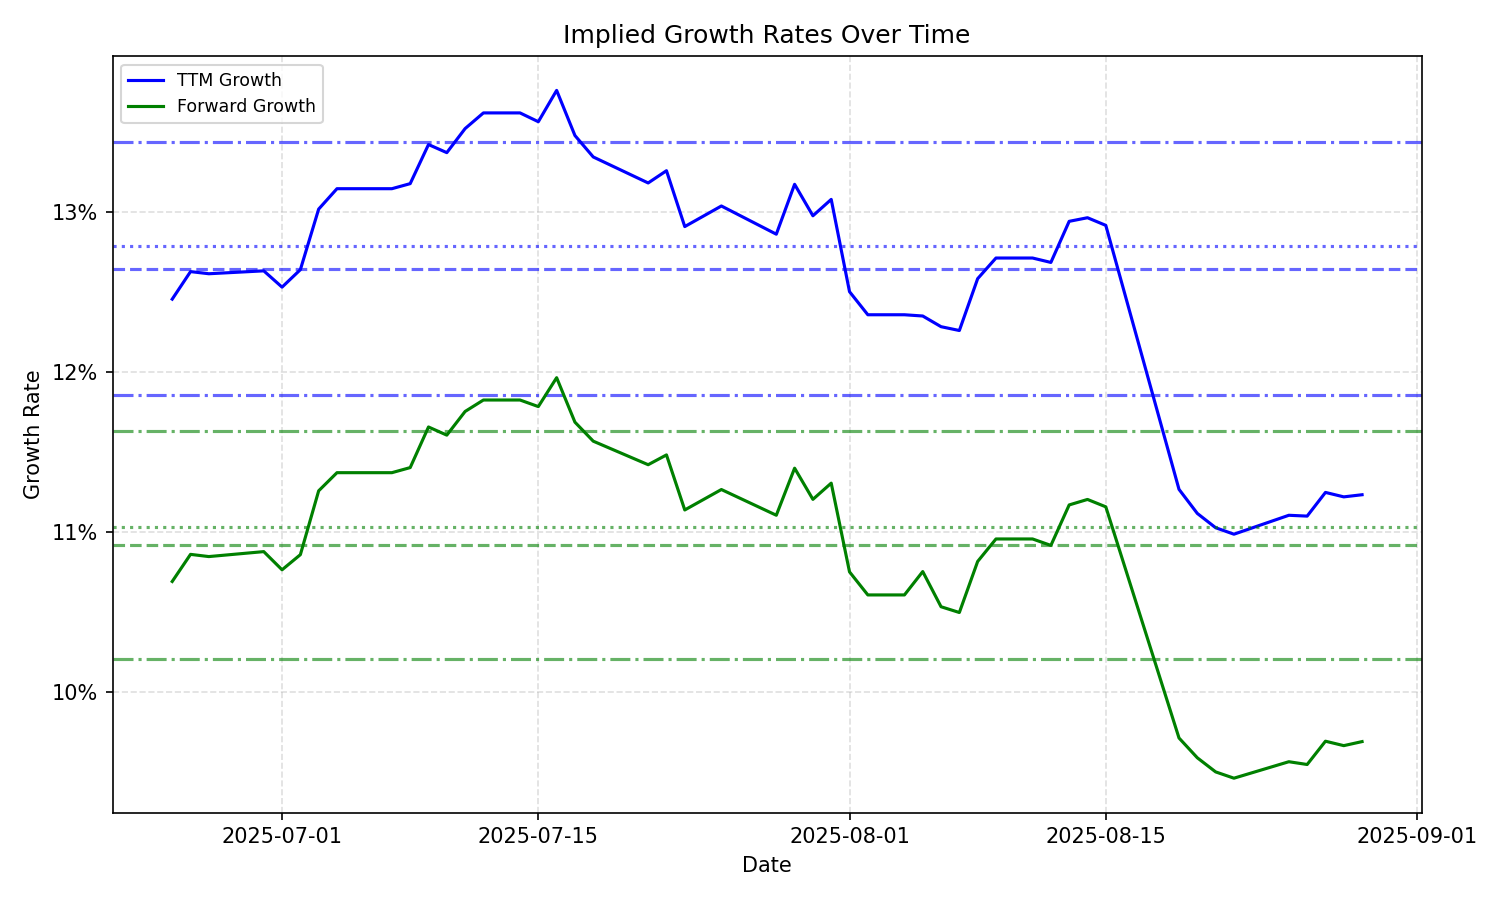 Implied Growth Rates Over Time
TTM Growth
Forward Growth
Growth Rate
13%
12%
11%
10%
2025-07-01
2025-07-15
2025-08-01
2025-08-15
2025-09-01
Date